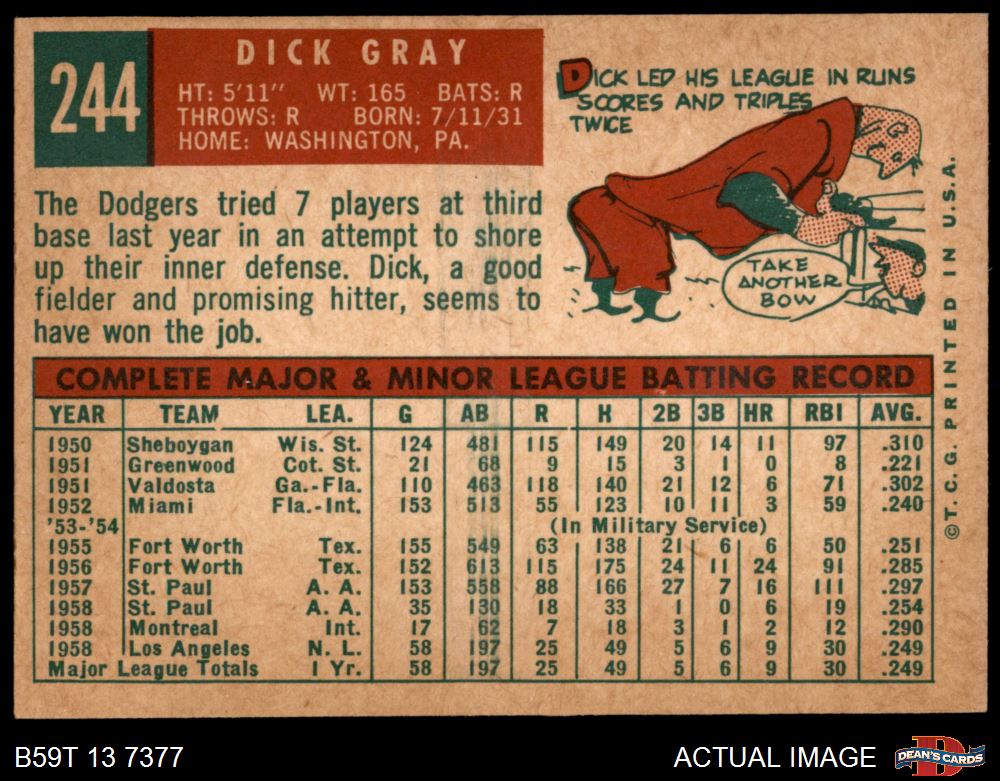 244
DICK GRAY
HT: 5'11" WT: 165 BATS: R
THROWS: R BORN: 7/11/31
HOME: WASHINGTON, PA.
The Dodgers tried 7 players at third
base last year in an attempt to shore
up their inner defense. Dick, a good
fielder and promising hitter, seems to
have won the job.
DICK LED HIS LEAGUE IN RUNS
SCORES AND TRIPLES
TWICE
TAKE
ANOTHER
BOW
COMPLETE MAJOR & MINOR LEAGUE BATTING RECORD
YEAR TEAM LEA. G AB R H 2B 3B HR RBI AVG.
1950 Sheboygan Wis. St. 124 481 115 149 20 14 11 97 .310
1951 Greenwood Cot. St. 21 68 9 15 3 1 0 8 .221
1951 Valdosta Ga.-Fla. 110 463 118 140 21 12 6 71 .302
1952 Miami Fla.-Int. 153 513 55 123 10 11 3 59 .240
'53-'54 (In Military Service)
1955 Fort Worth Tex. 155 549 63 138 21 6 6 50 .251
1956 Fort Worth Tex. 152 613 115 175 24 11 24 91 .285
1957 St. Paul A. A. 153 558 88 166 27 7 16 111 .297
1958 St. Paul A. A. 35 130 18 33 1 0 6 19 .254
1958 Montreal Int. 17 62 7 18 3 1 2 12 .290
1958 Los Angeles N. L. 58 197 25 49 5 6 9 30 .249
Major League Totals 1 Yr. 58 197 25 49 5 6 9 30 .249
©T.C.G. PRINTED IN U.S.A.
B59T 13 7377
ACTUAL IMAGE
D
DEAN'S CARDS